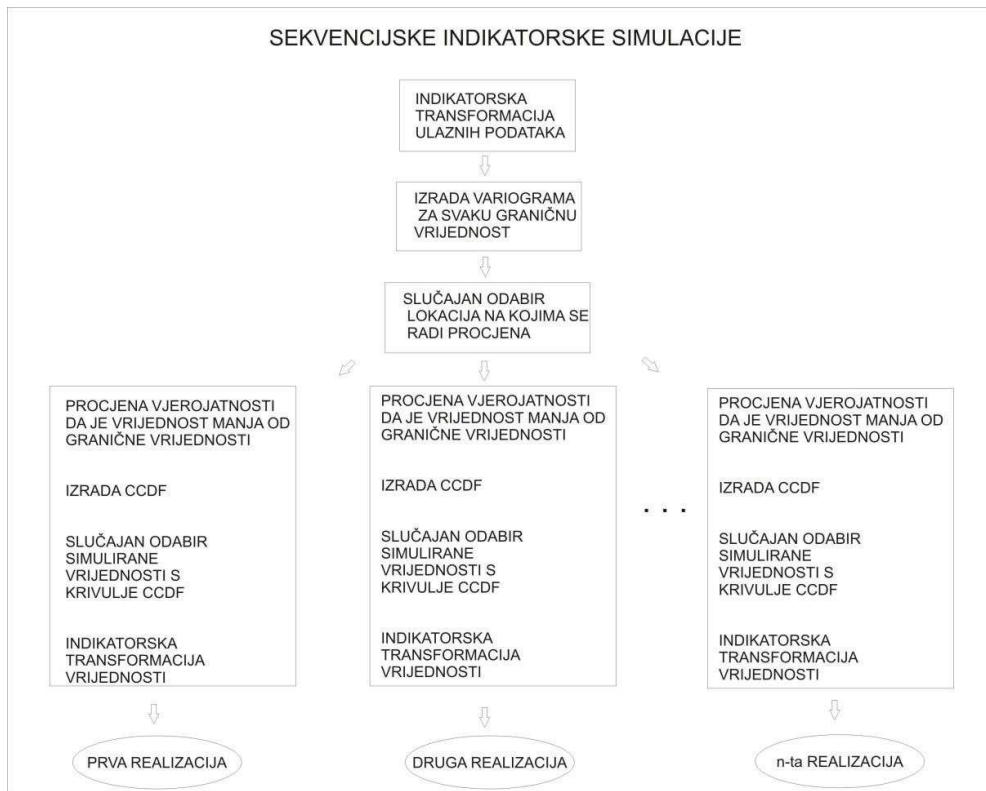 SEKVENCIJSKE INDIKATORSKE SIMULACIJE
INDIKATORSKA
TRANSFORMACIJA
ULAZNIH PODATAKA
IZRADA VARIOGRAMA
ZA SVAKU GRANIČNU
VRIJEDNOST
SLUČAJAN ODABIR
LOKACIJA NA KOJIMA SE
RADI PROCJENA
PROCJENA VJEROJATNOSTI
DA JE VRIJEDNOST MANJA OD
GRANIČNE VRIJEDNOSTI
IZRADA CCDF
SLUČAJAN ODABIR
SIMULIRANE
VRIJEDNOSTI S
KRIVULJE CCDF
INDIKATORSKA
TRANSFORMACIJA
VRIJEDNOSTI
PRVA REALIZACIJA
PROCJENA VJEROJATNOSTI
DA JE VRIJEDNOST MANJA OD
GRANIČNE VRIJEDNOSTI
IZRADA CCDF
SLUČAJAN ODABIR
SIMULIRANE
VRIJEDNOSTI S
KRIVULJE CCDF
INDIKATORSKA
TRANSFORMACIJA
VRIJEDNOSTI
DRUGA REALIZACIJA
. . .
PROCJENA VJEROJATNOSTI
DA JE VRIJEDNOST MANJA OD
GRANIČNE VRIJEDNOSTI
IZRADA CCDF
SLUČAJAN ODABIR
SIMULIRANE
VRIJEDNOSTI S
KRIVULJE CCDF
INDIKATORSKA
TRANSFORMACIJA
VRIJEDNOSTI
n-ta REALIZACIJA